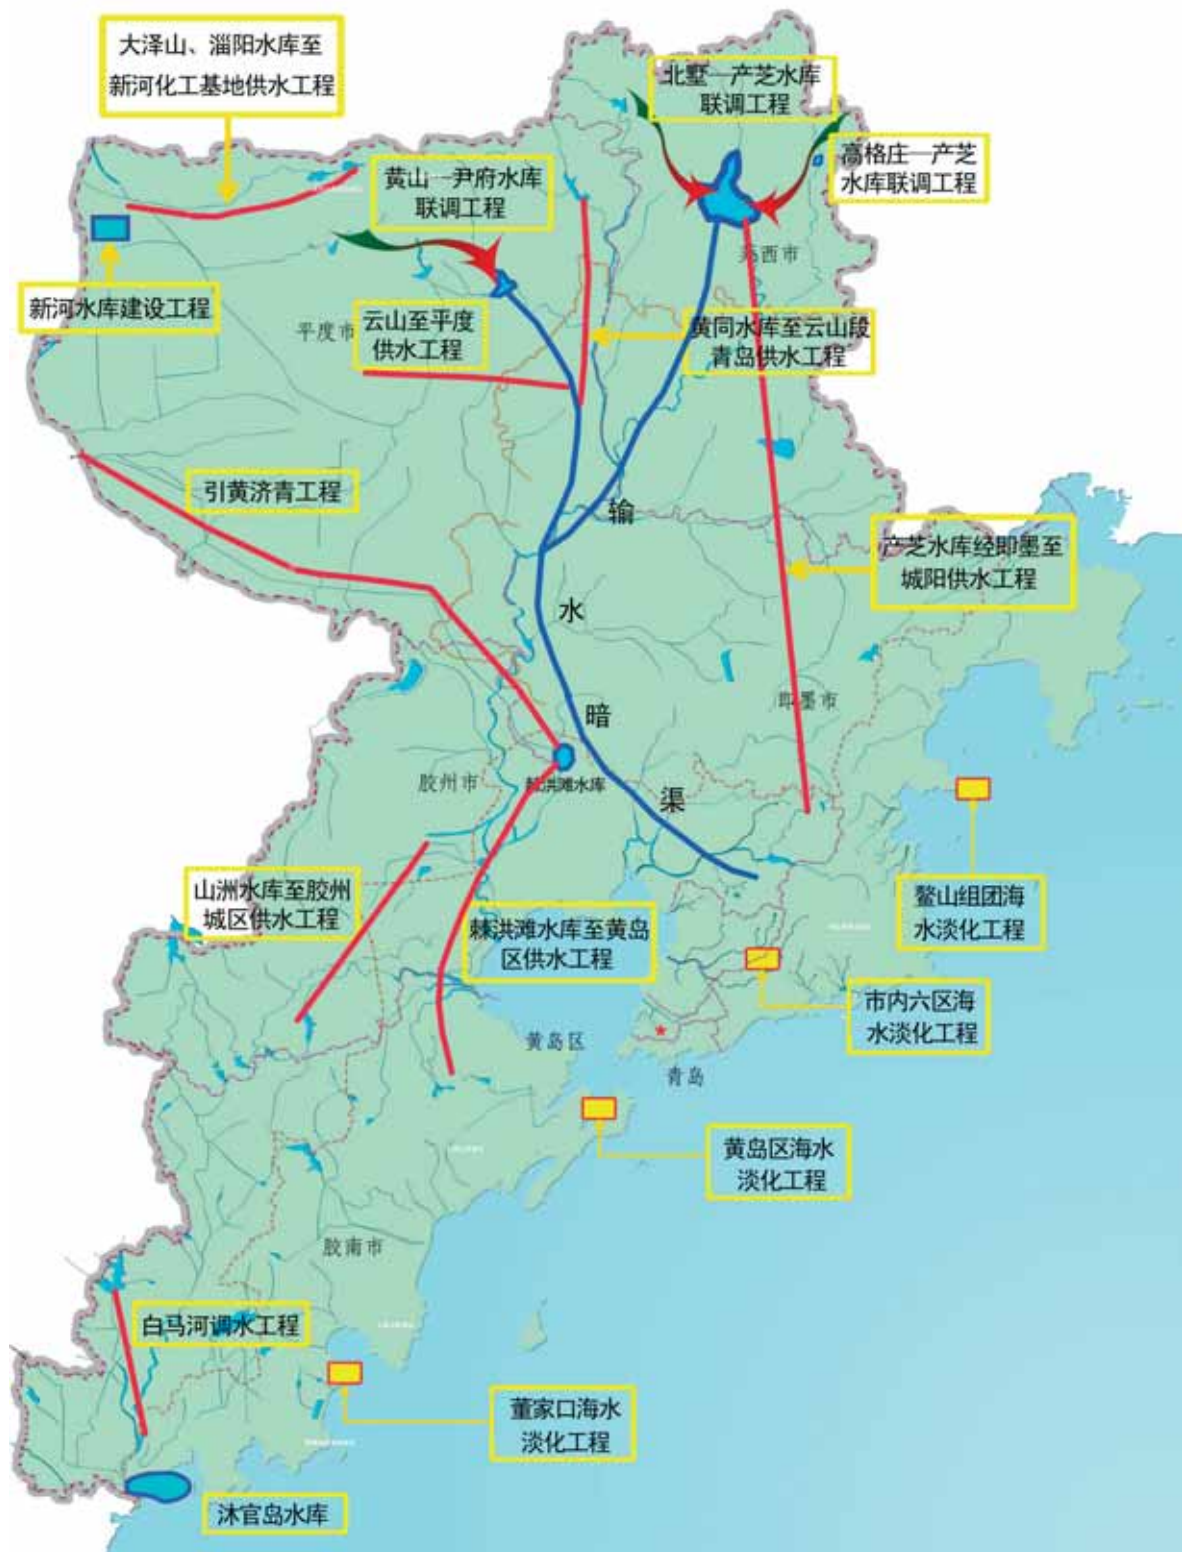 大泽山、淄阳水库至
新河化工基地供水工程
北墅—产芝水库
联调工程
高格庄—产芝
水库联调工程
黄山—尹府水库
联调工程
莱西市
新河水库建设工程
平度市
云山至平度
供水工程
黄同水库至云山段
青岛供水工程
引黄济青工程
输
水
暗
渠
产芝水库经即墨至
城阳供水工程
即墨市
胶州市
棘洪滩水库
山洲水库至胶州
城区供水工程
棘洪滩水库至黄岛
区供水工程
鳌山组团海
水淡化工程
市内六区海
水淡化工程
黄岛区
青岛
黄岛区海水
淡化工程
胶南市
白马河调水工程
董家口海水
淡化工程
沐官岛水库